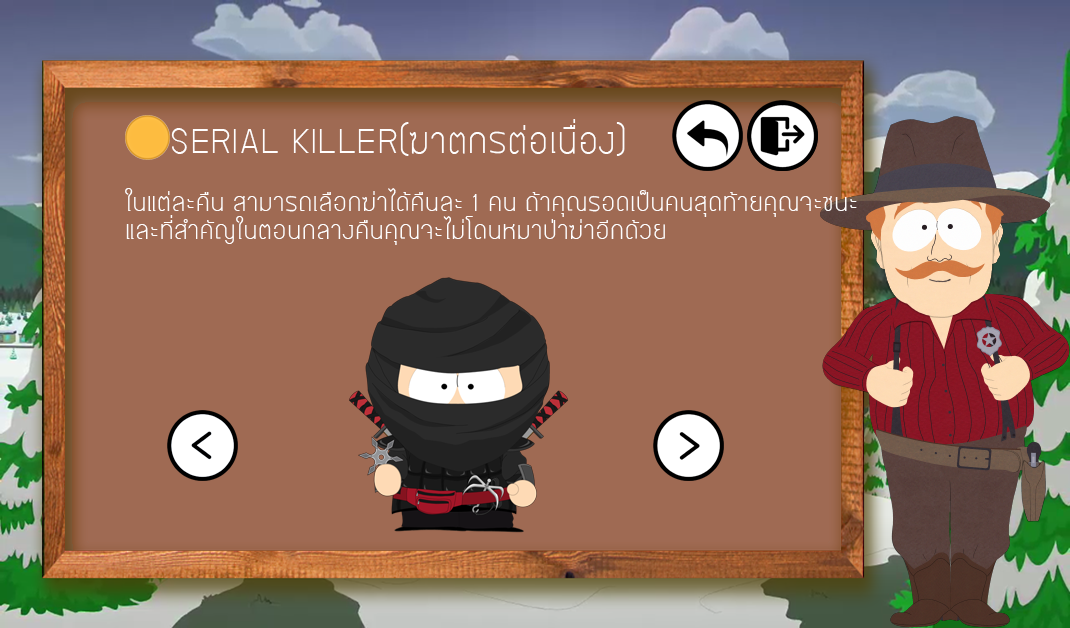 SERIAL KILLER(ฆาตกรต่อเนื่อง)
ในแต่ละคืน สามารถเลือกฆ่าได้คืนละ 1 คน ถ้าคุณรอดเป็นคนสุดท้ายคุณจะชนะ
และที่สำคัญในตอนกลางคืนคุณจะไม่โดนหมาป่าฆ่าอีกด้วย